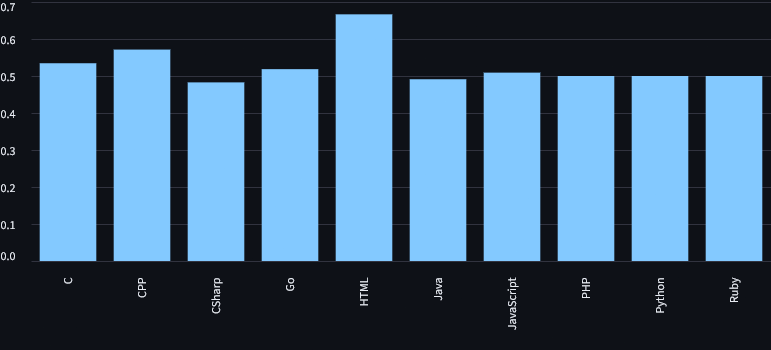 0.7
0.6
0.5
0.4
0.3
0.2
0.1
0.0
C
CPP
CSharp
Go
HTML
Java
JavaScript
PHP
Python
Ruby